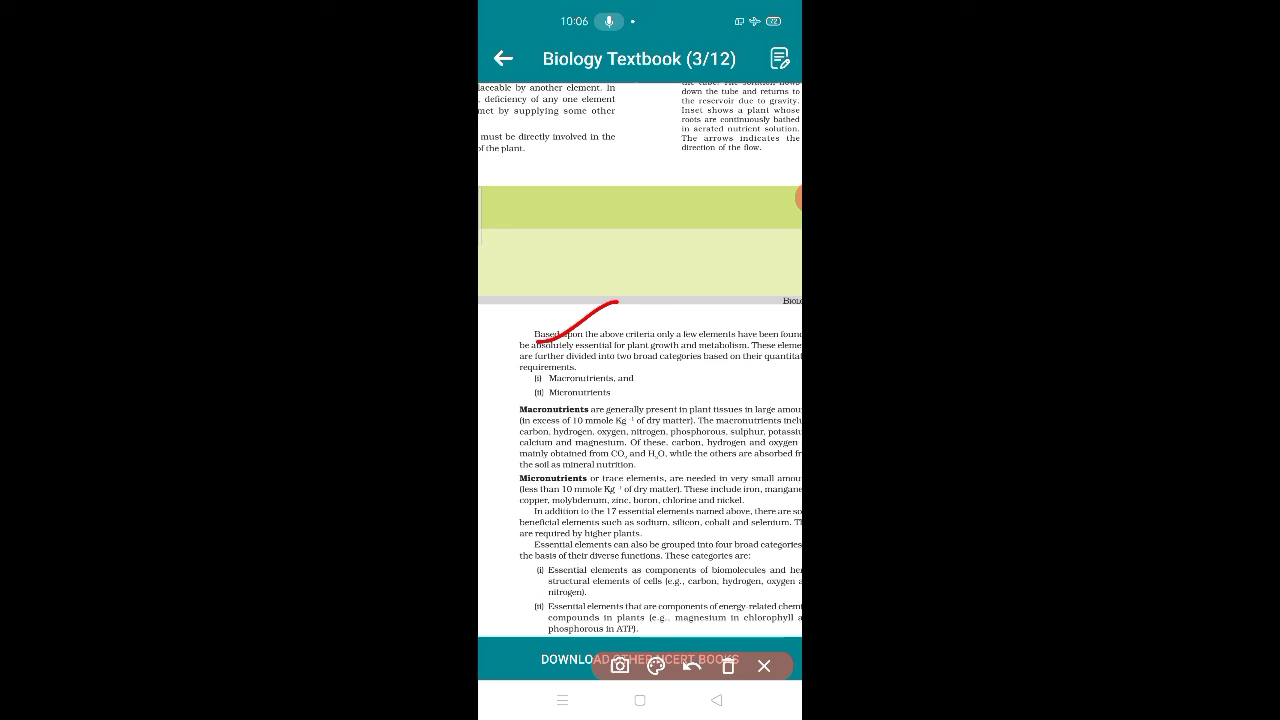 10:06
72
Biology Textbook (3/12)
laceable by another element. In
, deficiency of any one element
met by supplying some other
must be directly involved in the
of the plant.
down the tube and returns to
the reservoir due to gravity.
Inset shows a plant whose
roots are continuously bathed
in aerated nutrient solution.
The arrows indicates the
direction of the flow.
Based upon the above criteria only a few elements have been found
be absolutely essential for plant growth and metabolism. These eleme
are further divided into two broad categories based on their quantitat
requirements.
(i) Macronutrients, and
(ii) Micronutrients
Macronutrients are generally present in plant tissues in large amou
(in excess of 10 mmole Kg⁻¹ of dry matter). The macronutrients incl
carbon, hydrogen, oxygen, nitrogen, phosphorous, sulphur, potassiu
calcium and magnesium. Of these, carbon, hydrogen and oxygen
mainly obtained from CO₂ and H₂O, while the others are absorbed fr
the soil as mineral nutrition.
Micronutrients or trace elements, are needed in very small amou
(less than 10 mmole Kg⁻¹ of dry matter). These include iron, mangane
copper, molybdenum, zinc, boron, chlorine and nickel.
In addition to the 17 essential elements named above, there are so
beneficial elements such as sodium, silicon, cobalt and selenium. Th
are required by higher plants.
Essential elements can also be grouped into four broad categories
the basis of their diverse functions. These categories are:
(i) Essential elements as components of biomolecules and hen
structural elements of cells (e.g., carbon, hydrogen, oxygen a
nitrogen).
(ii) Essential elements that are components of energy-related chemi
compounds in plants (e.g., magnesium in chlorophyll a
phosphorous in ATP).
DOWNLOAD OTHER NCERT BOOKS